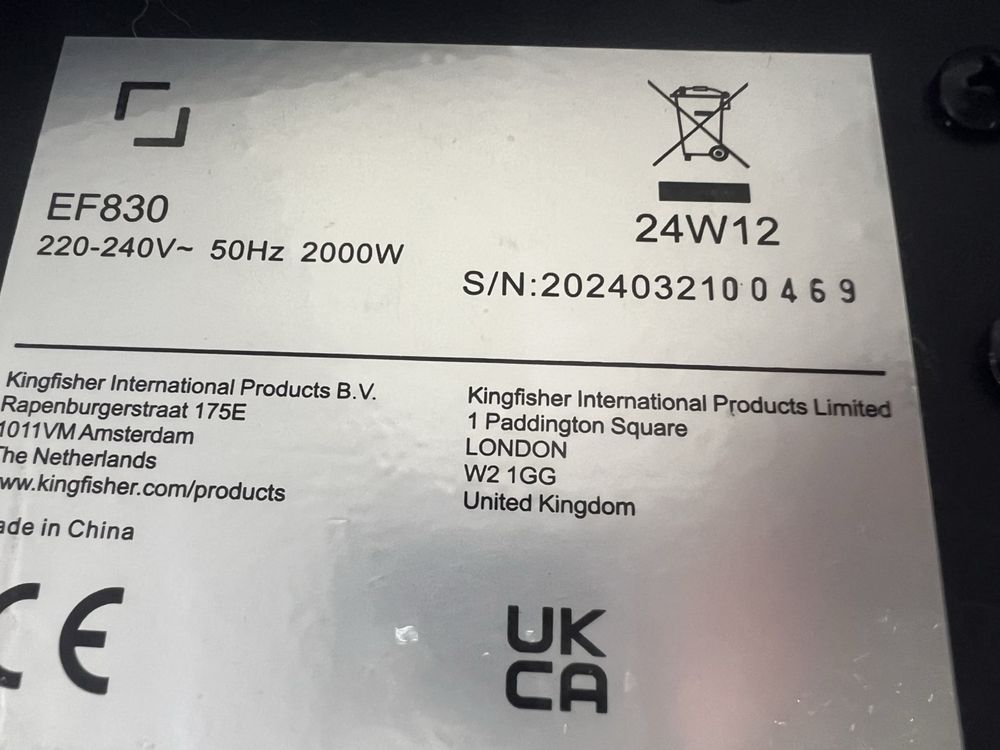 EF830
220-240V~ 50Hz 2000W
24W12
S/N:2024032100469
Kingfisher International Products B.V.
Rapenburgerstraat 175E
1011VM Amsterdam
The Netherlands
www.kingfisher.com/products
Made in China
Kingfisher International Products Limited
1 Paddington Square
LONDON
W2 1GG
United Kingdom
CE
UK
CA